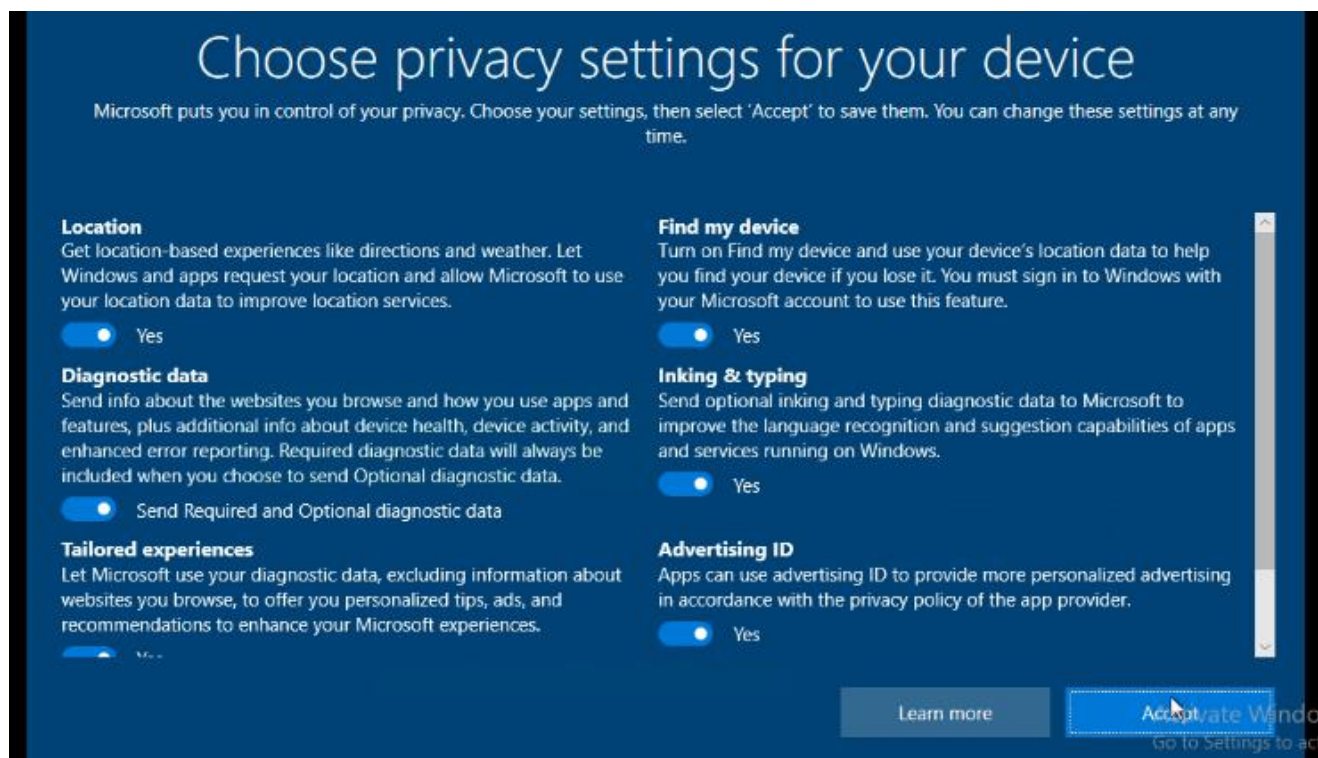 Choose privacy settings for your device
Microsoft puts you in control of your privacy. Choose your settings, then select 'Accept' to save them. You can change these settings at any
time.
Location
Get location-based experiences like directions and weather. Let
Windows and apps request your location and allow Microsoft to use
your location data to improve location services.
Yes
Diagnostic data
Send info about the websites you browse and how you use apps and
features, plus additional info about device health, device activity, and
enhanced error reporting. Required diagnostic data will always be
included when you choose to send Optional diagnostic data.
Send Required and Optional diagnostic data
Tailored experiences
Let Microsoft use your diagnostic data, excluding information about
websites you browse, to offer you personalized tips, ads, and
recommendations to enhance your Microsoft experiences.
Yes
Find my device
Turn on Find my device and use your device's location data to help
you find your device if you lose it. You must sign in to Windows with
your Microsoft account to use this feature.
Yes
Inking & typing
Send optional inking and typing diagnostic data to Microsoft to
improve the language recognition and suggestion capabilities of apps
and services running on Windows.
Yes
Advertising ID
Apps can use advertising ID to provide more personalized advertising
in accordance with the privacy policy of the app provider.
Yes
Learn more
Accept
Go to Settings to